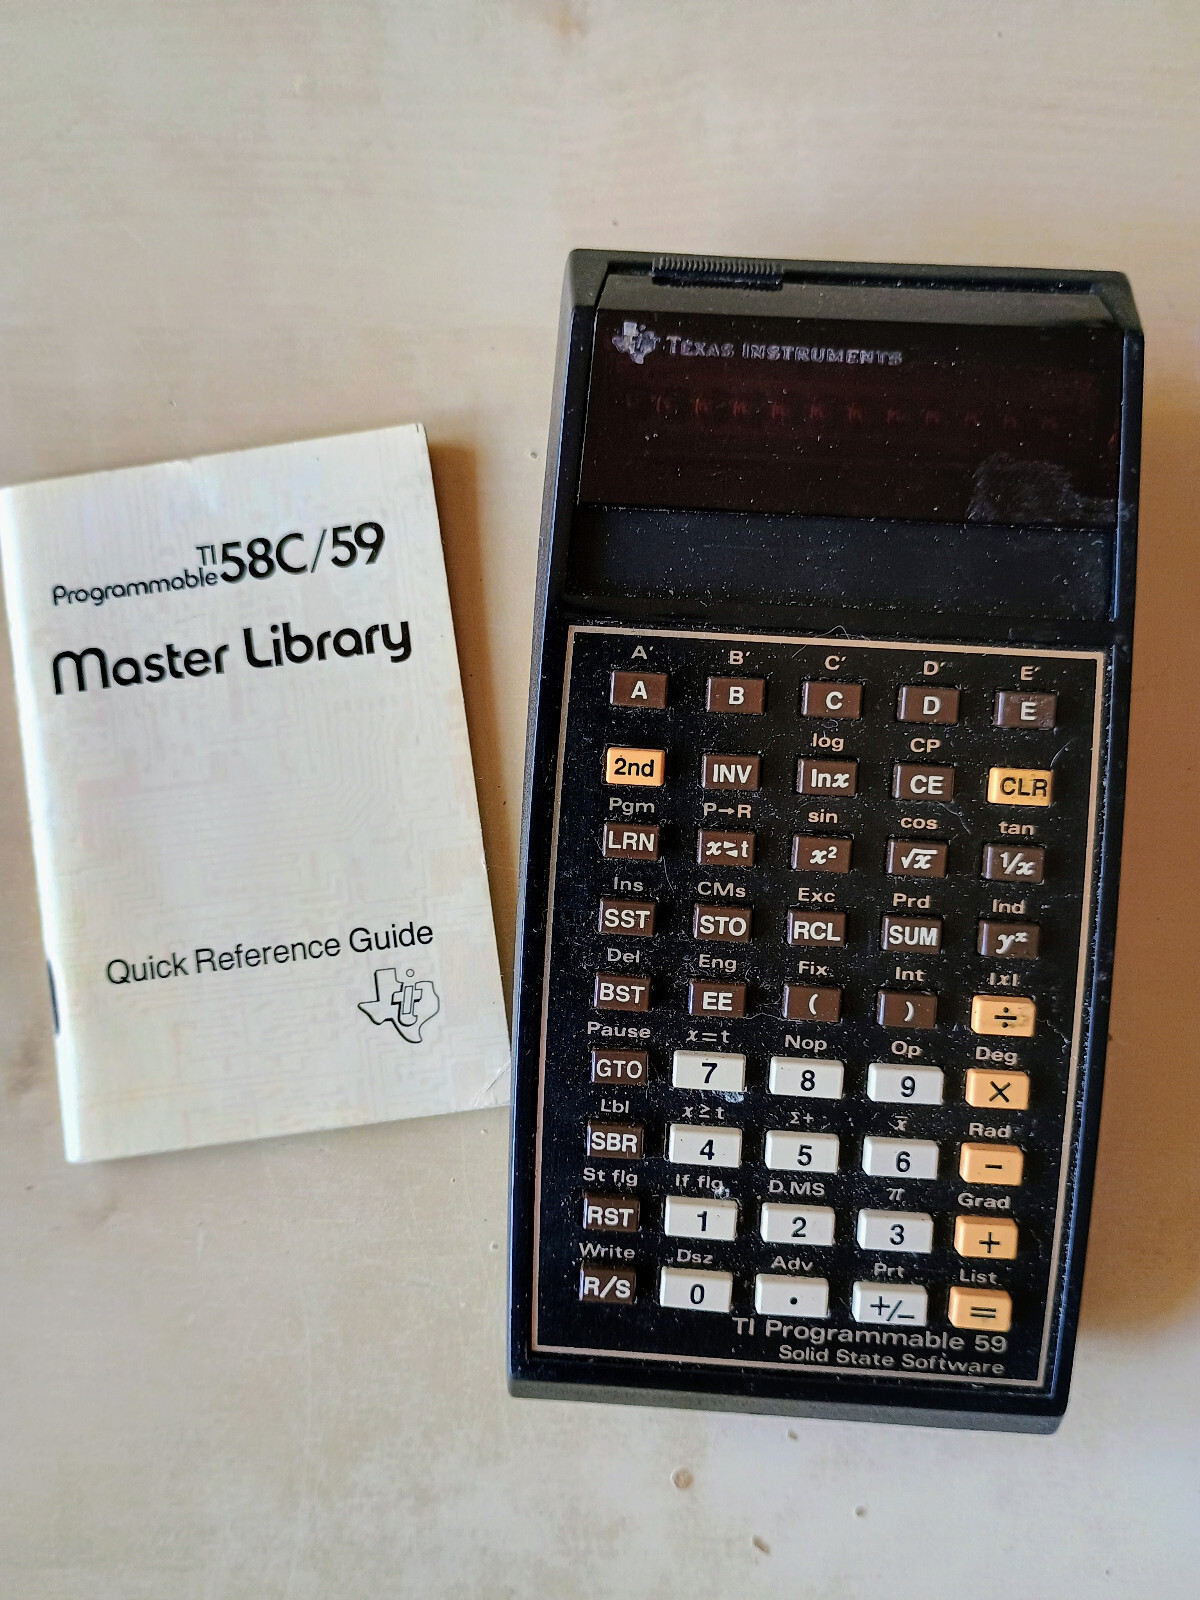 TI
Programmable 58C/59
Master Library
Quick Reference Guide
TEXAS INSTRUMENTS
A′ B′ C′ D′ E′
A B C D E
log CP
2nd INV lnx CE CLR
Pgm P→R sin cos tan
LRN x⇄t x² √x 1/x
Ins CMs Exc Prd Ind
SST STO RCL SUM yˣ
Del Eng Fix Int |x|
BST EE ( ) ÷
Pause x=t Nop Op Deg
GTO 7 8 9 ×
Lbl x≥t Σ+ x̄ Rad
SBR 4 5 6 −
St flg If flg D.MS π Grad
RST 1 2 3 +
Write Dsz Adv Prt List
R/S 0 . +/− =
TI Programmable 59
Solid State Software